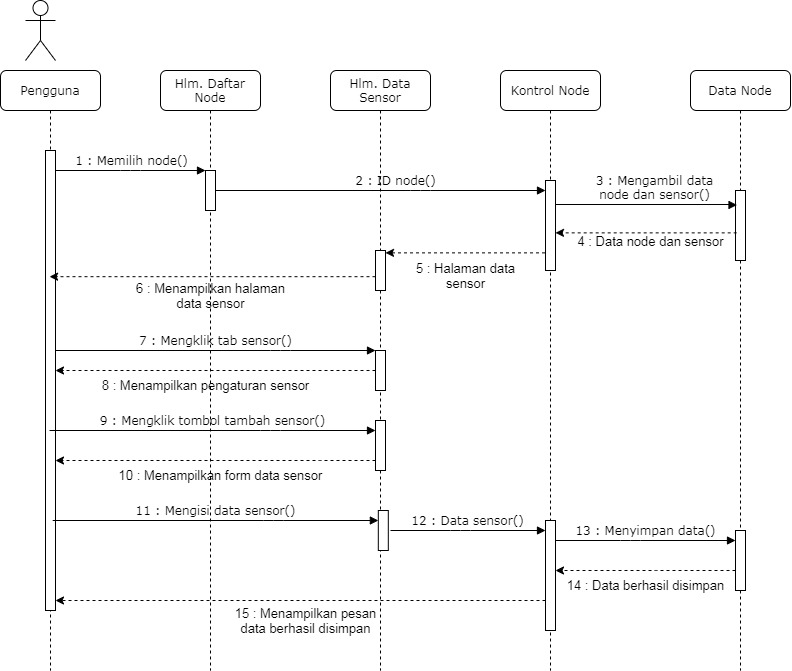 Pengguna
Hlm. Daftar
Node
Hlm. Data
Sensor
Kontrol Node
Data Node
1 : Memilih node()
2 : ID node()
3 : Mengambil data
node dan sensor()
4 : Data node dan sensor
5 : Halaman data
sensor
6 : Menampilkan halaman
data sensor
7 : Mengklik tab sensor()
8 : Menampilkan pengaturan sensor
9 : Mengklik tombol tambah sensor()
10 : Menampilkan form data sensor
11 : Mengisi data sensor()
12 : Data sensor()
13 : Menyimpan data()
14 : Data berhasil disimpan
15 : Menampilkan pesan
data berhasil disimpan